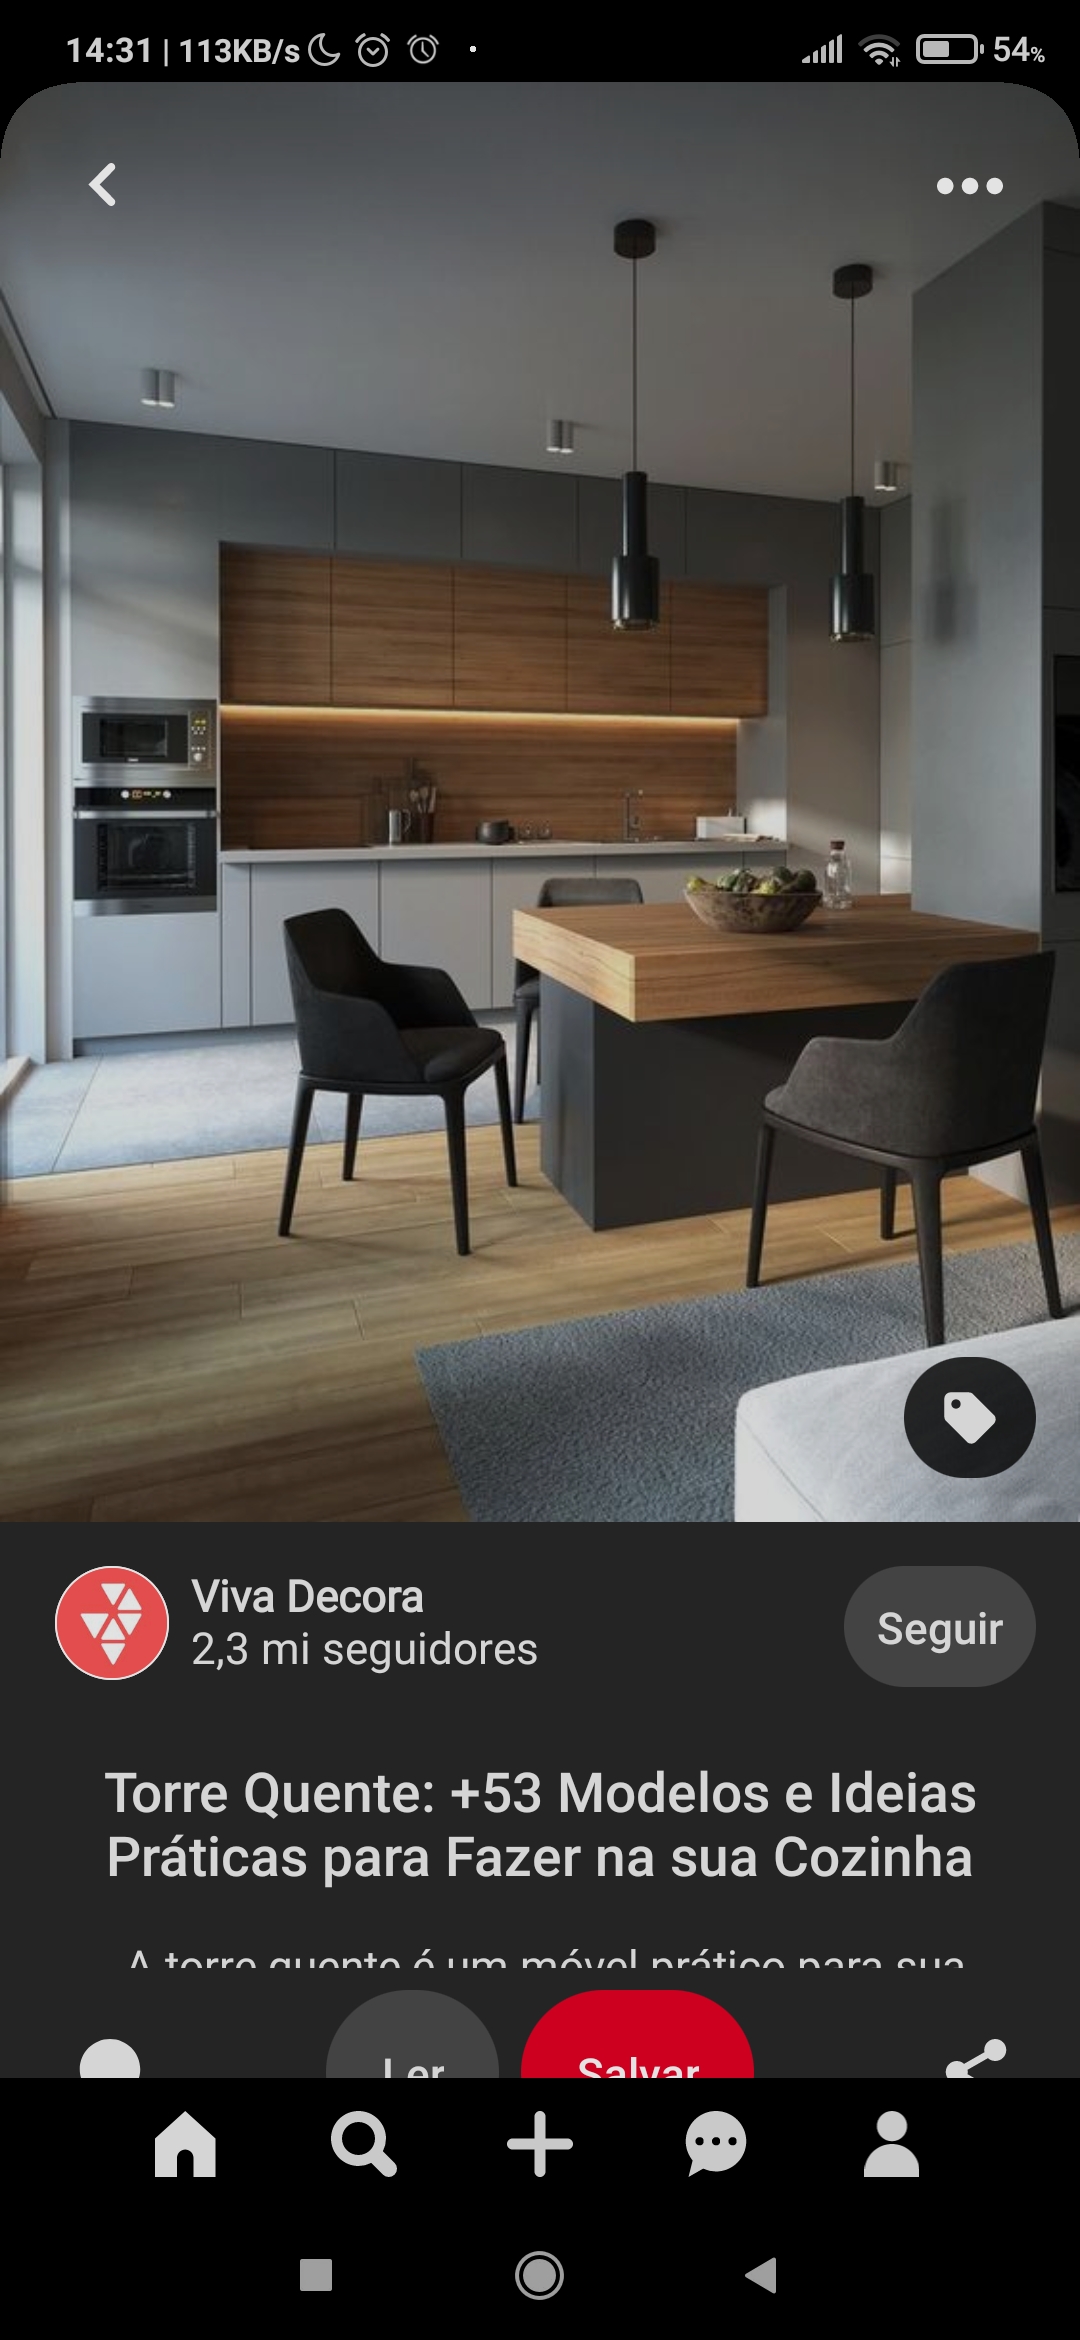 14:31 | 113KB/s
54%
Viva Decora
2,3 mi seguidores
Seguir
Torre Quente: +53 Modelos e Ideias
Práticas para Fazer na sua Cozinha
A torre quente é um móvel prático para sua
Ler
Salvar